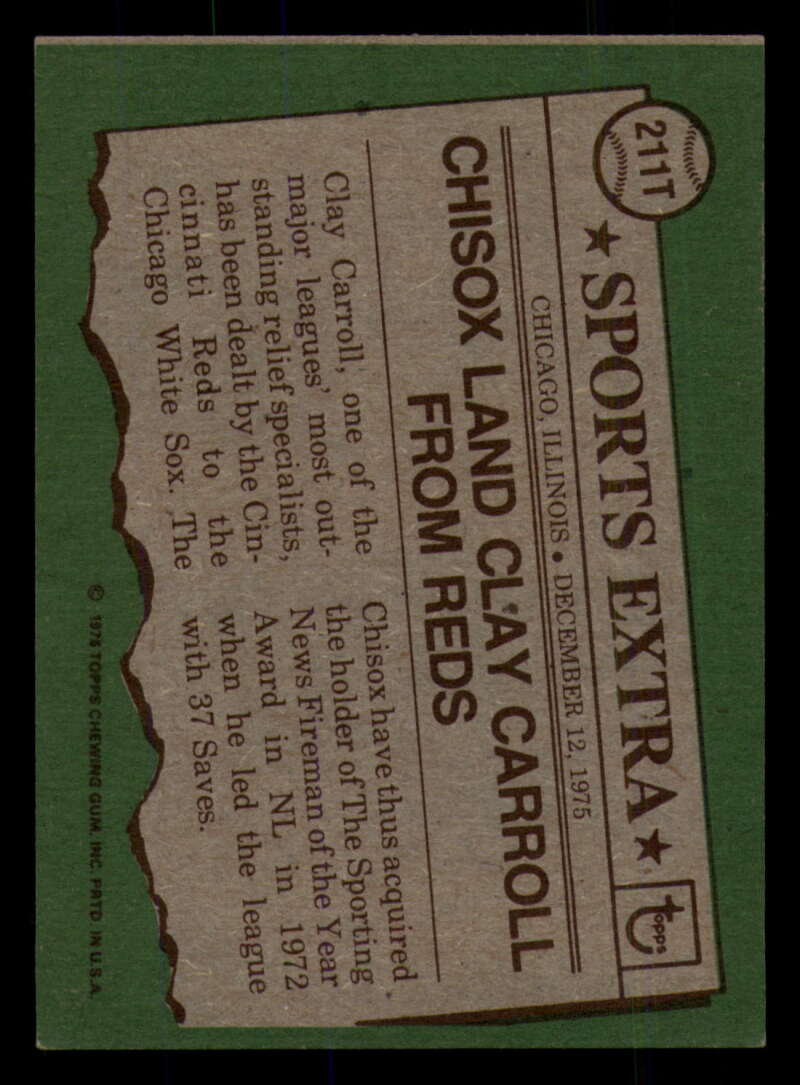 211T
★ SPORTS EXTRA ★
topps
CHICAGO, ILLINOIS • DECEMBER 12, 1975
CHISOX LAND CLAY CARROLL
FROM REDS
Clay Carroll, one of the
major leagues' most out-
standing relief specialists,
has been dealt by the Cin-
cinnati Reds to the
Chicago White Sox. The
Chisox have thus acquired
the holder of The Sporting
News Fireman of the Year
Award in NL in 1972
when he led the league
with 37 Saves.
© 1976 TOPPS CHEWING GUM, INC. PRTD. IN U.S.A.